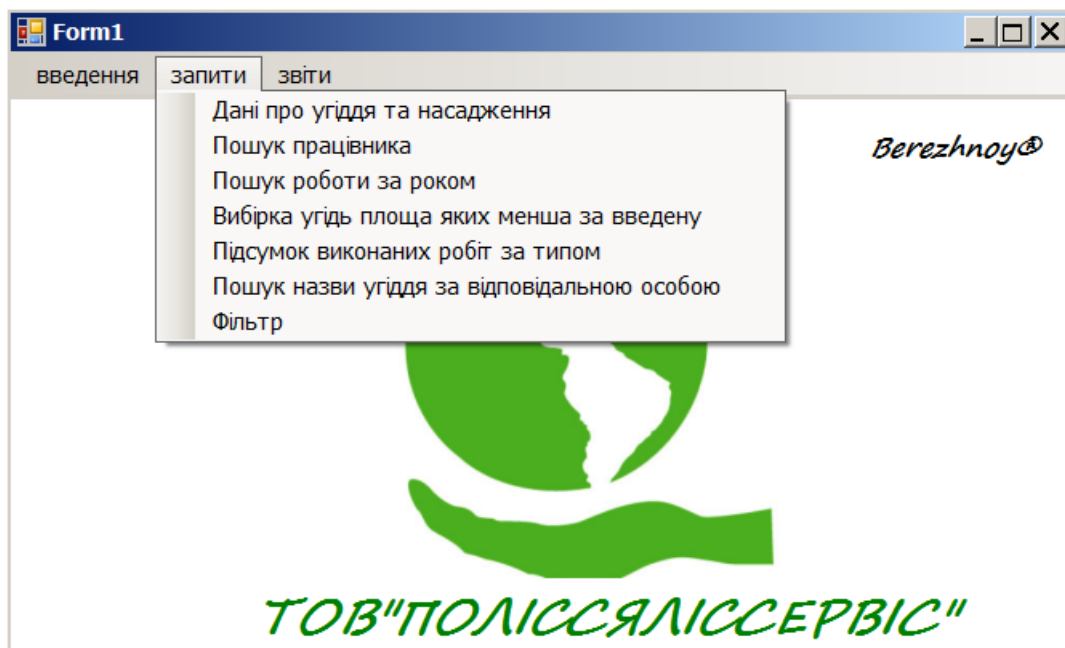 Form1
введення запити звіти
Дані про угіддя та насадження
Пошук працівника
Пошук роботи за роком
Вибірка угідь площа яких менша за введену
Підсумок виконаних робіт за типом
Пошук назви угіддя за відповідальною особою
Фільтр
Berezhnoy®
ТОВ"ПОЛІССЯЛІССЕРВІС"